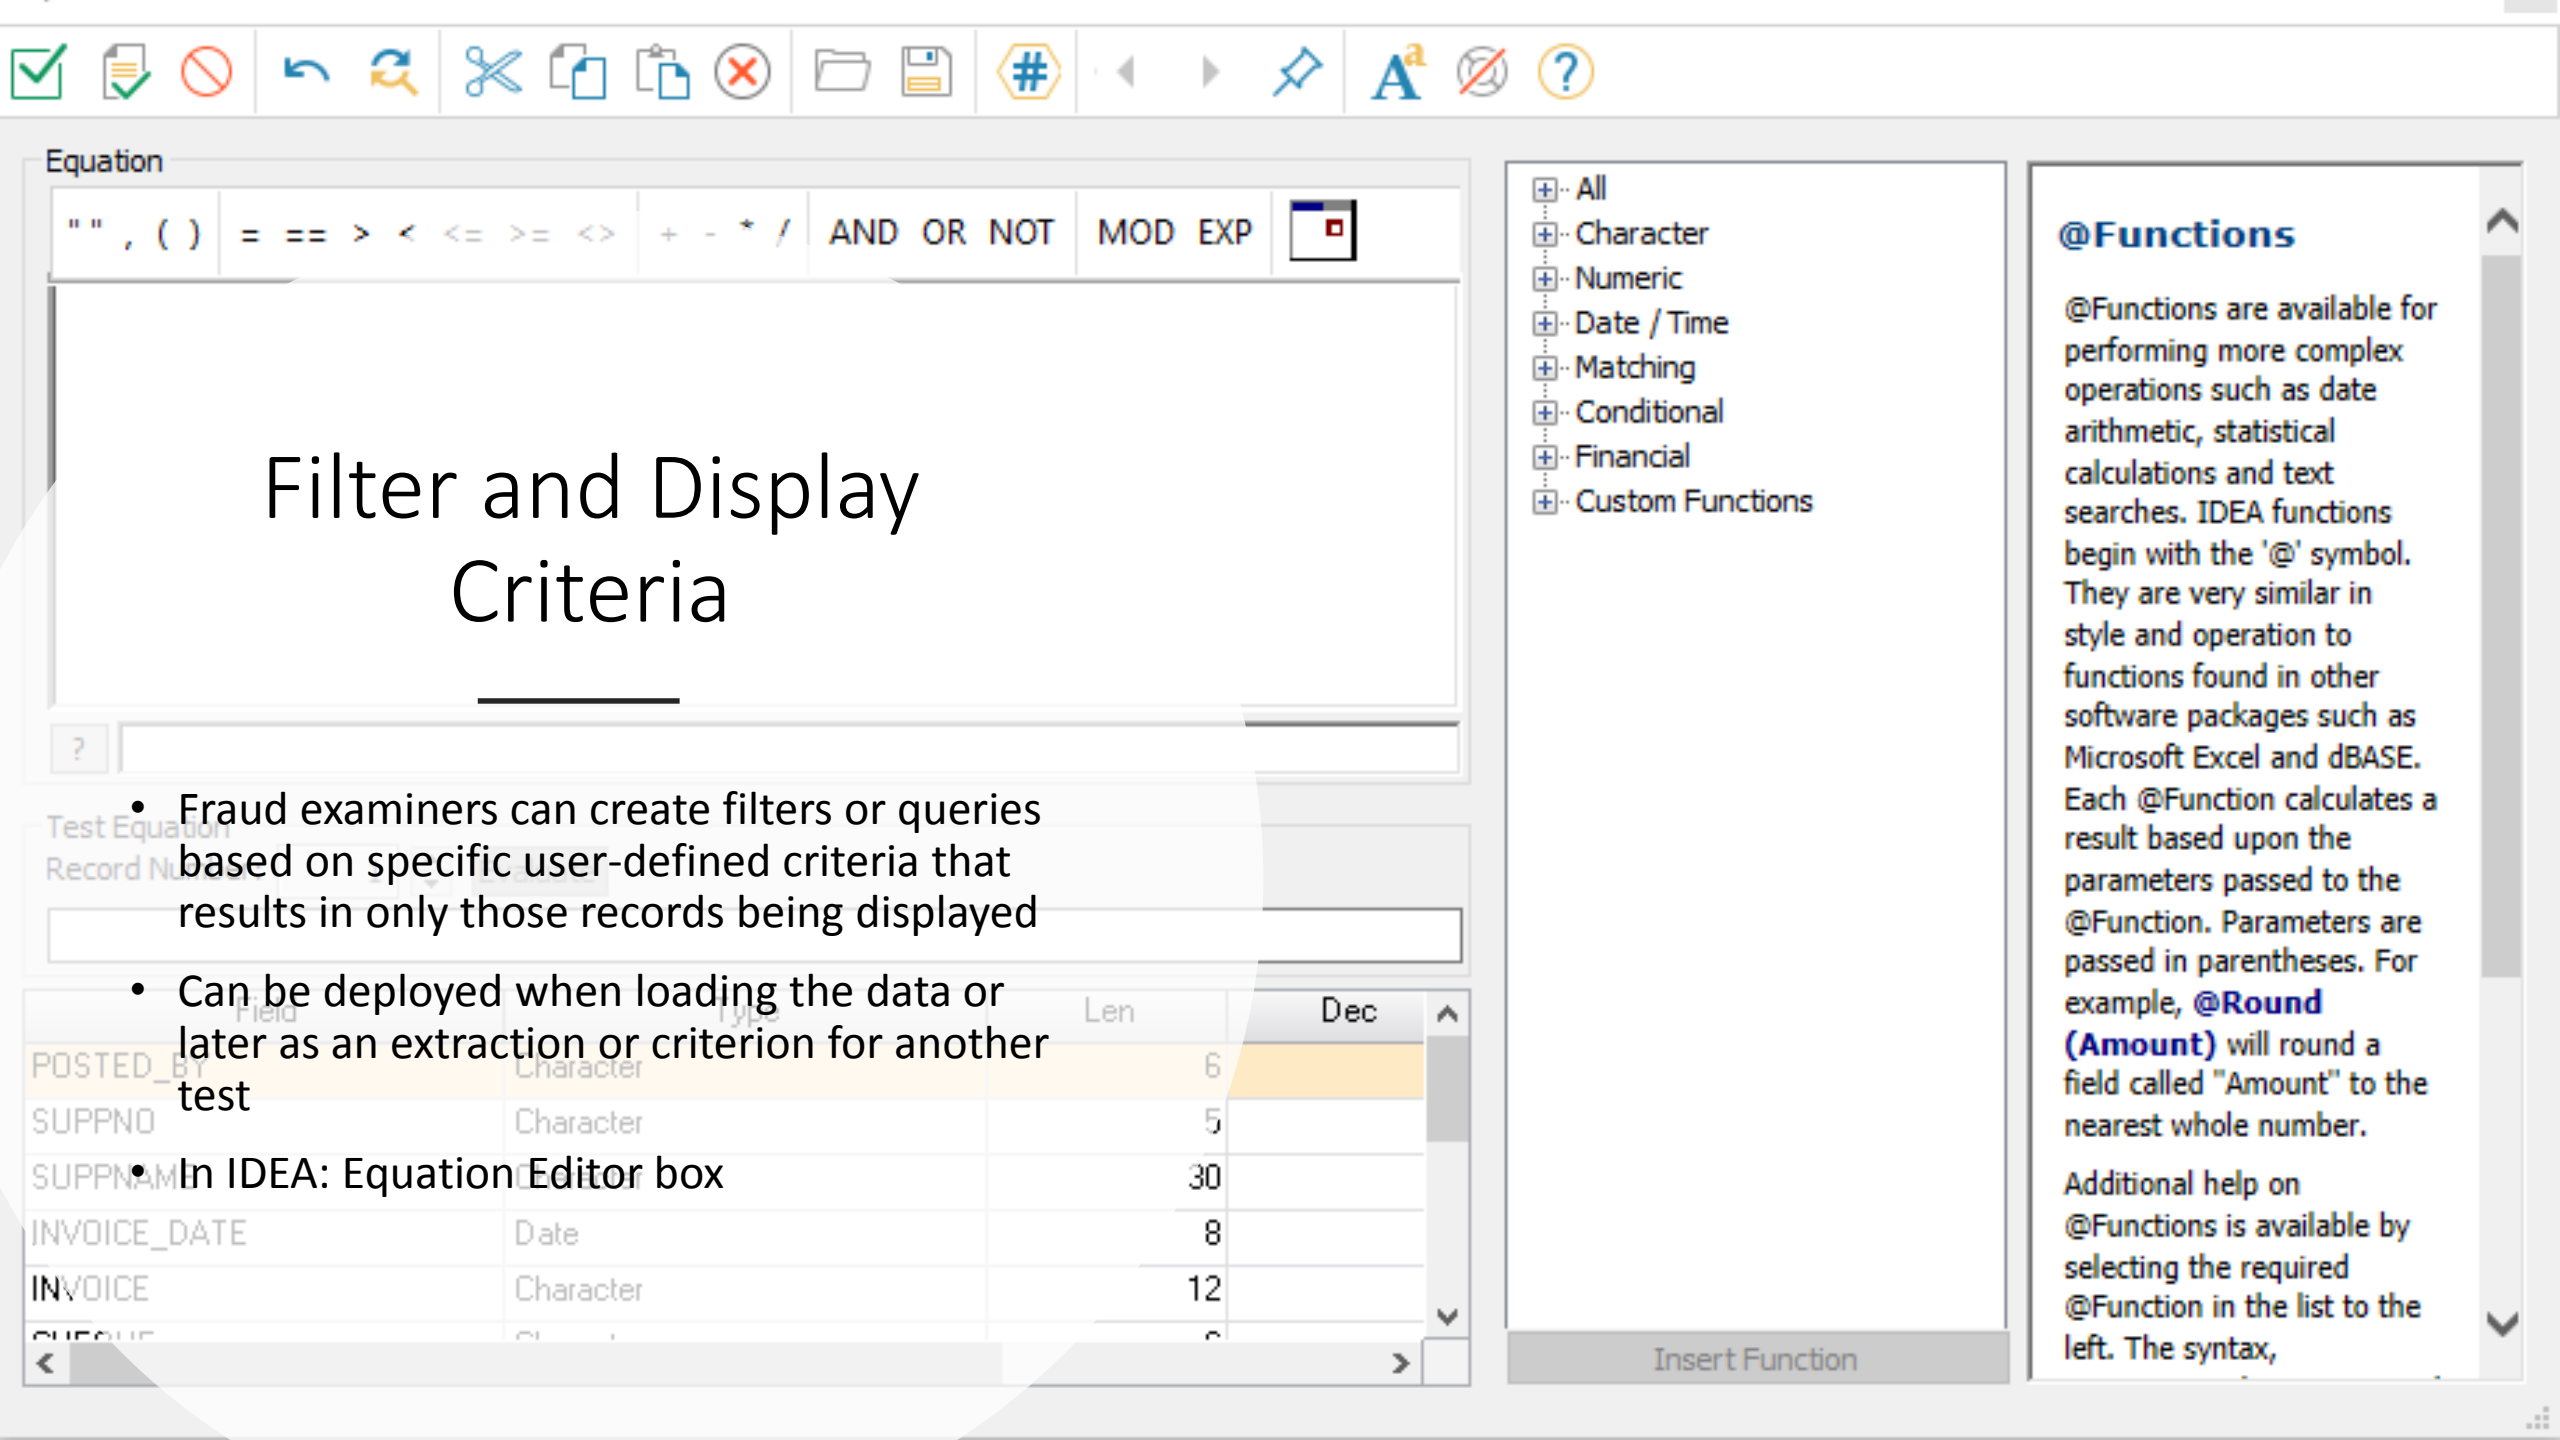 Equation
"" , ( ) = == > < <= >= <> + - * / AND OR NOT MOD EXP
Filter and Display
Criteria
?
• Fraud examiners can create filters or queries
based on specific user-defined criteria that
results in only those records being displayed
• Can be deployed when loading the data or
later as an extraction or criterion for another
test
• In IDEA: Equation Editor box
Test Equation
Record Number
Field Type Len Dec
POSTED_BY Character 6
SUPPNO Character 5
SUPPNAME Character 30
INVOICE_DATE Date 8
INVOICE Character 12
All
Character
Numeric
Date / Time
Matching
Conditional
Financial
Custom Functions
Insert Function
@Functions
@Functions are available for
performing more complex
operations such as date
arithmetic, statistical
calculations and text
searches. IDEA functions
begin with the '@' symbol.
They are very similar in
style and operation to
functions found in other
software packages such as
Microsoft Excel and dBASE.
Each @Function calculates a
result based upon the
parameters passed to the
@Function. Parameters are
passed in parentheses. For
example, @Round
(Amount) will round a
field called "Amount" to the
nearest whole number.
Additional help on
@Functions is available by
selecting the required
@Function in the list to the
left. The syntax,